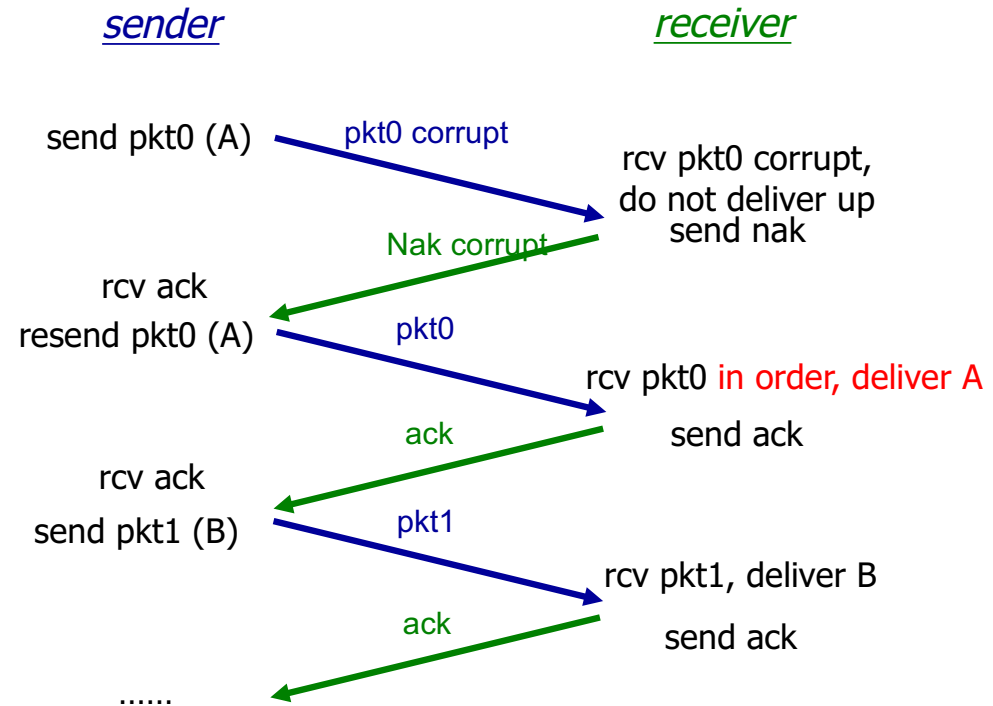 sender
receiver
send pkt0 (A)
pkt0 corrupt
rcv pkt0 corrupt,
do not deliver up
send nak
Nak corrupt
rcv ack
resend pkt0 (A)
pkt0
rcv pkt0 in order, deliver A
ack
send ack
rcv ack
send pkt1 (B)
pkt1
rcv pkt1, deliver B
ack
send ack
......